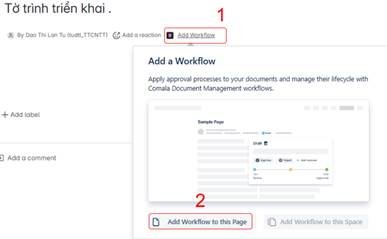 Tờ trình triển khai .
1
By Dao Thi Lan Tu (tudtl_TTCNTT) Add a reaction Add Workflow
Add a Workflow
Apply approval processes to your documents and manage their lifecycle with
Comala Document Management workflows.
+ Add label
Sample Page
Draft
Add a comment
2
Add Workflow to this Page
Add Workflow to this Space